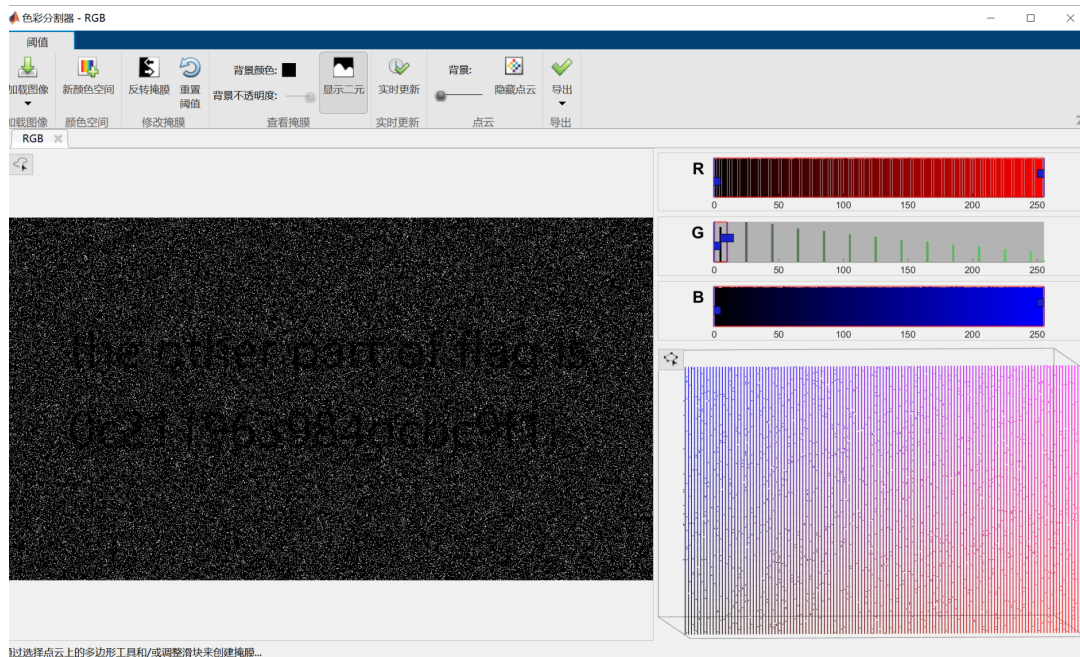 色彩分割器 - RGB
阈值
加载图像
新颜色空间
反转掩膜
重置
阈值
背景颜色:
背景不透明度:
显示二元
实时更新
背景:
隐藏点云
导出
加载图像
颜色空间
修改掩膜
查看掩膜
实时更新
点云
导出
RGB
R
0 50 100 150 200 250
G
0 50 100 150 200 250
B
0 50 100 150 200 250
the other part of flag is
通过选择点云上的多边形工具和/或调整滑块来创建掩膜...